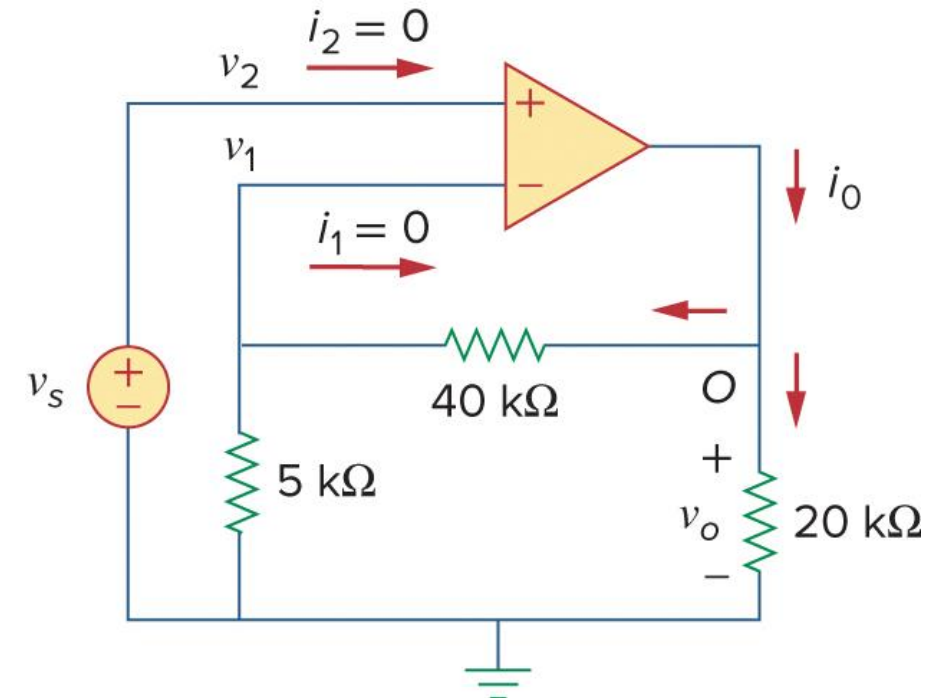 i₂ = 0
v₂
+
v₁
−
i₀
i₁ = 0
40 kΩ
O
vₛ
+
−
+
5 kΩ
vₒ
20 kΩ
−